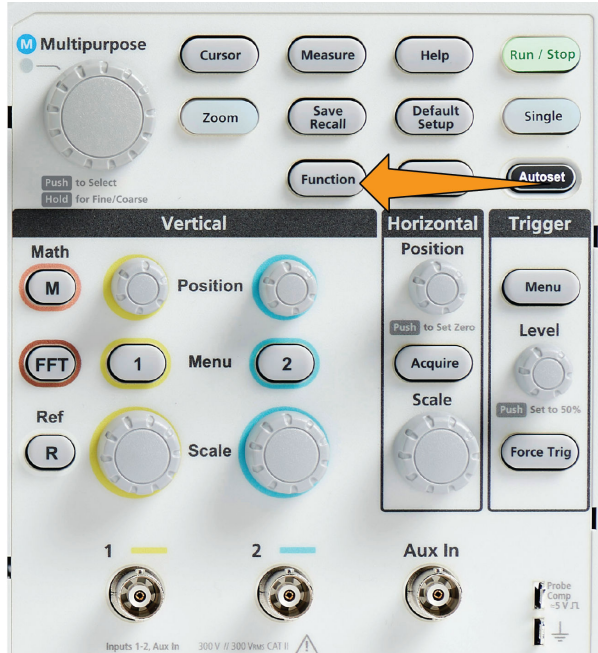 M Multipurpose
Cursor
Measure
Help
Run / Stop
Zoom
Save
Recall
Default
Setup
Single
Push to Select
Hold for Fine/Coarse
Function
Autoset
Vertical
Horizontal
Trigger
Math
M
Position
Position
Push to Set Zero
Menu
FFT
1
Menu
2
Acquire
Level
Push Set to 50%
Ref
R
Scale
Scale
Force Trig
1
2
Aux In
Probe
Comp
≈5 V ⎍
Inputs 1-2, Aux In 300 V // 300 VRMS CAT II